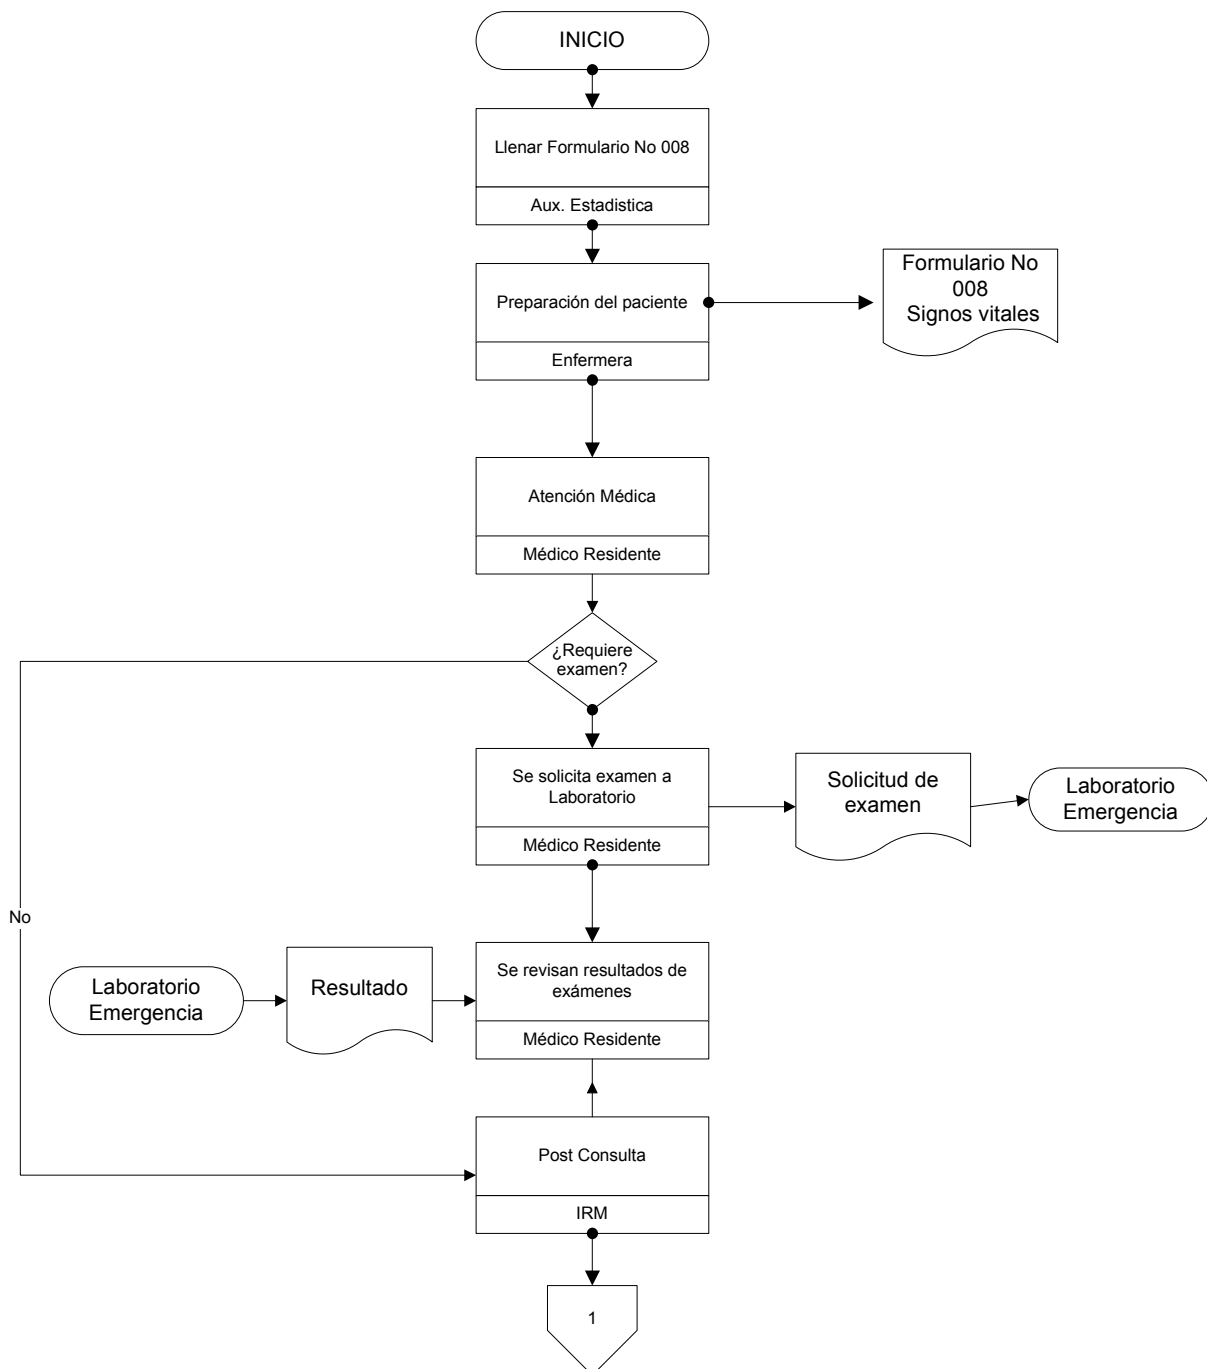 INICIO
Llenar Formulario No 008
Aux. Estadistica
Preparación del paciente
Enfermera
Formulario No
008
Signos vitales
Atención Médica
Médico Residente
¿Requiere
examen?
Se solicita examen a
Laboratorio
Médico Residente
Solicitud de
examen
Laboratorio
Emergencia
No
Laboratorio
Emergencia
Resultado
Se revisan resultados de
exámenes
Médico Residente
Post Consulta
IRM
1